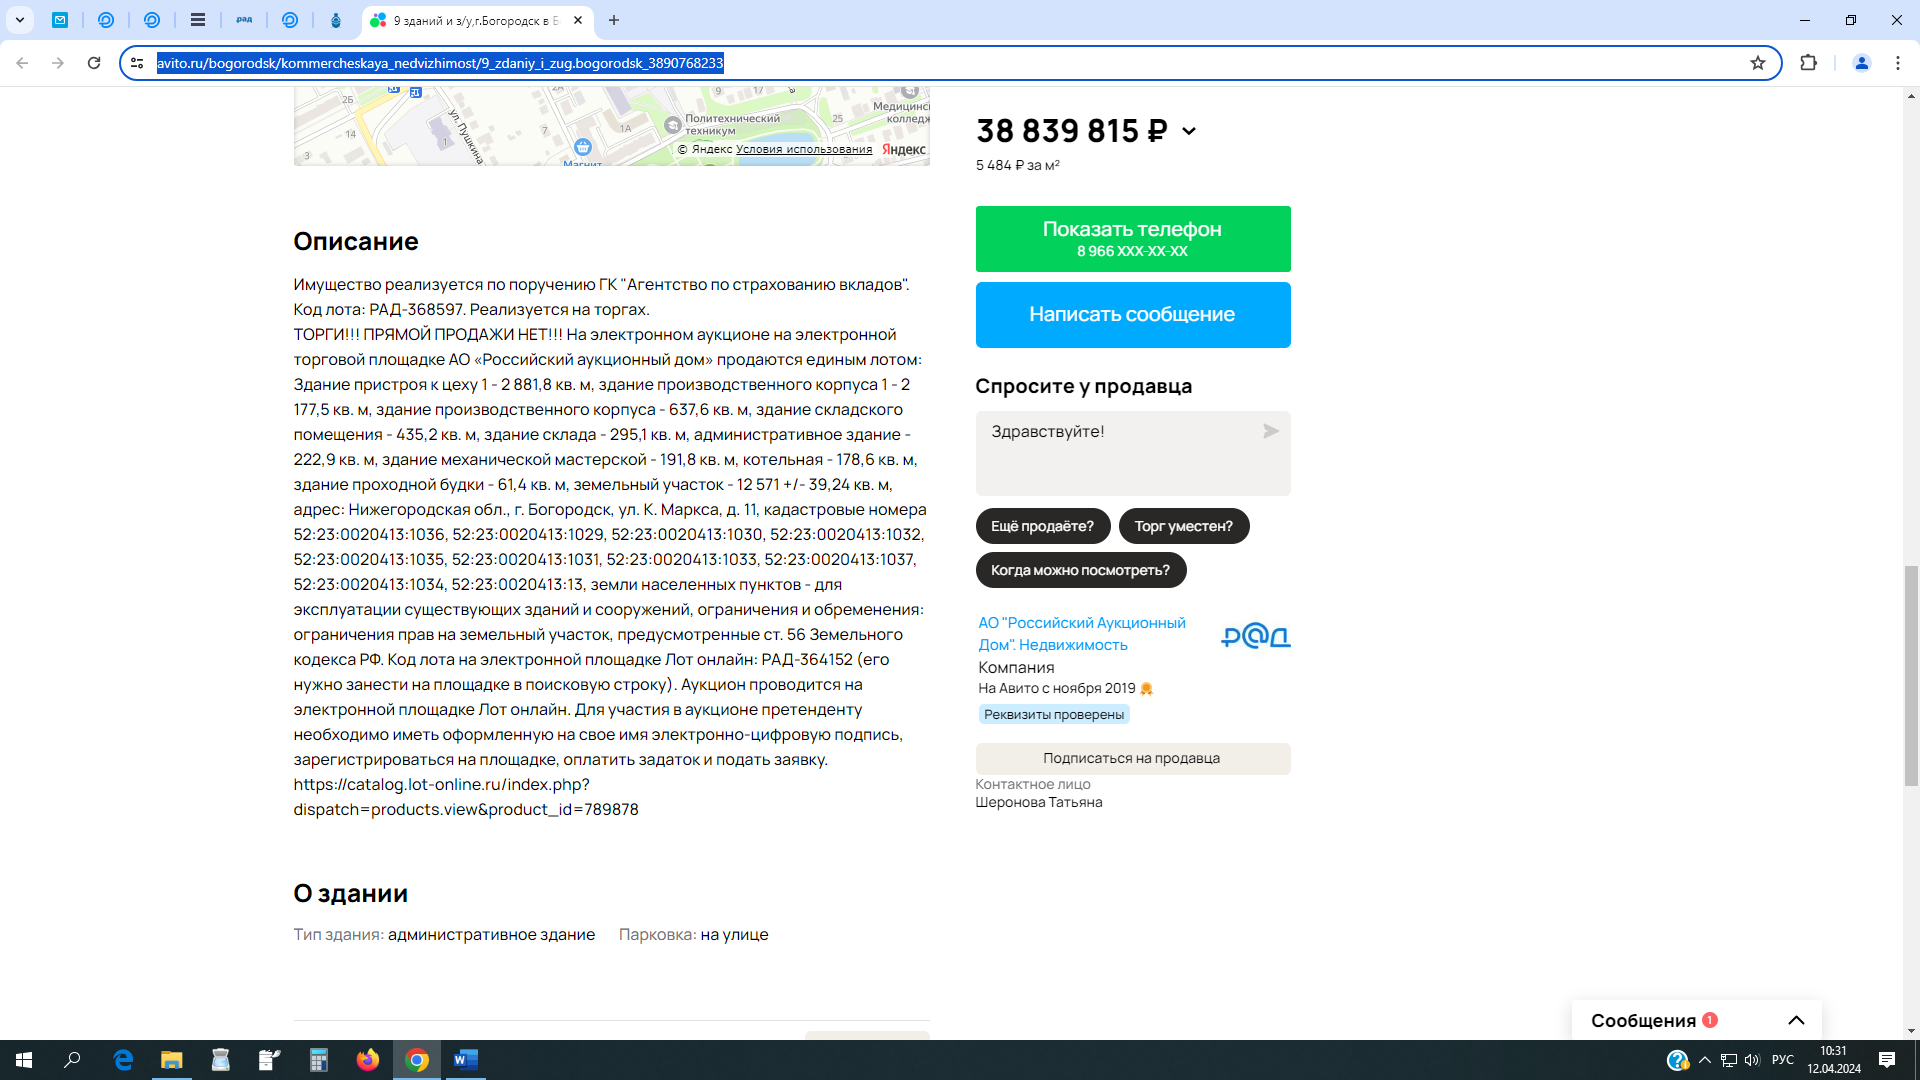 рад
9 зданий и з/у,г.Богородск в Б
avito.ru/bogorodsk/kommercheskaya_nedvizhimost/9_zdaniy_i_zug.bogorodsk_3890768233
2Б
14
3
1
ул. Пушкина
7
2А
1А
9
17
25
Политехнический
техникум
Медицинс
колледж
Магнит
© Яндекс Условия использования Яндекс
38 839 815 ₽
5 484 ₽ за м²
Показать телефон
8 966 XXX-XX-XX
Написать сообщение
Описание
Имущество реализуется по поручению ГК "Агентство по страхованию вкладов".
Код лота: РАД-368597. Реализуется на торгах.
ТОРГИ!!! ПРЯМОЙ ПРОДАЖИ НЕТ!!! На электронном аукционе на электронной
торговой площадке АО «Российский аукционный дом» продаются единым лотом:
Здание пристроя к цеху 1 - 2 881,8 кв. м, здание производственного корпуса 1 - 2
177,5 кв. м, здание производственного корпуса - 637,6 кв. м, здание складского
помещения - 435,2 кв. м, здание склада - 295,1 кв. м, административное здание -
222,9 кв. м, здание механической мастерской - 191,8 кв. м, котельная - 178,6 кв. м,
здание проходной будки - 61,4 кв. м, земельный участок - 12 571 +/- 39,24 кв. м,
адрес: Нижегородская обл., г. Богородск, ул. К. Маркса, д. 11, кадастровые номера
52:23:0020413:1036, 52:23:0020413:1029, 52:23:0020413:1030, 52:23:0020413:1032,
52:23:0020413:1035, 52:23:0020413:1031, 52:23:0020413:1033, 52:23:0020413:1037,
52:23:0020413:1034, 52:23:0020413:13, земли населенных пунктов - для
эксплуатации существующих зданий и сооружений, ограничения и обременения:
ограничения прав на земельный участок, предусмотренные ст. 56 Земельного
кодекса РФ. Код лота на электронной площадке Лот онлайн: РАД-364152 (его
нужно занести на площадке в поисковую строку). Аукцион проводится на
электронной площадке Лот онлайн. Для участия в аукционе претенденту
необходимо иметь оформленную на свое имя электронно-цифровую подпись,
зарегистрироваться на площадке, оплатить задаток и подать заявку.
https://catalog.lot-online.ru/index.php?
dispatch=products.view&product_id=789878
О здании
Тип здания: административное здание Парковка: на улице
Спросите у продавца
Здравствуйте!
Ещё продаёте? Торг уместен?
Когда можно посмотреть?
АО "Российский Аукционный
Дом". Недвижимость
р@д
Компания
На Авито с ноября 2019
Реквизиты проверены
Подписаться на продавца
Контактное лицо
Шеронова Татьяна
Сообщения 1
РУС
10:31
12.04.2024